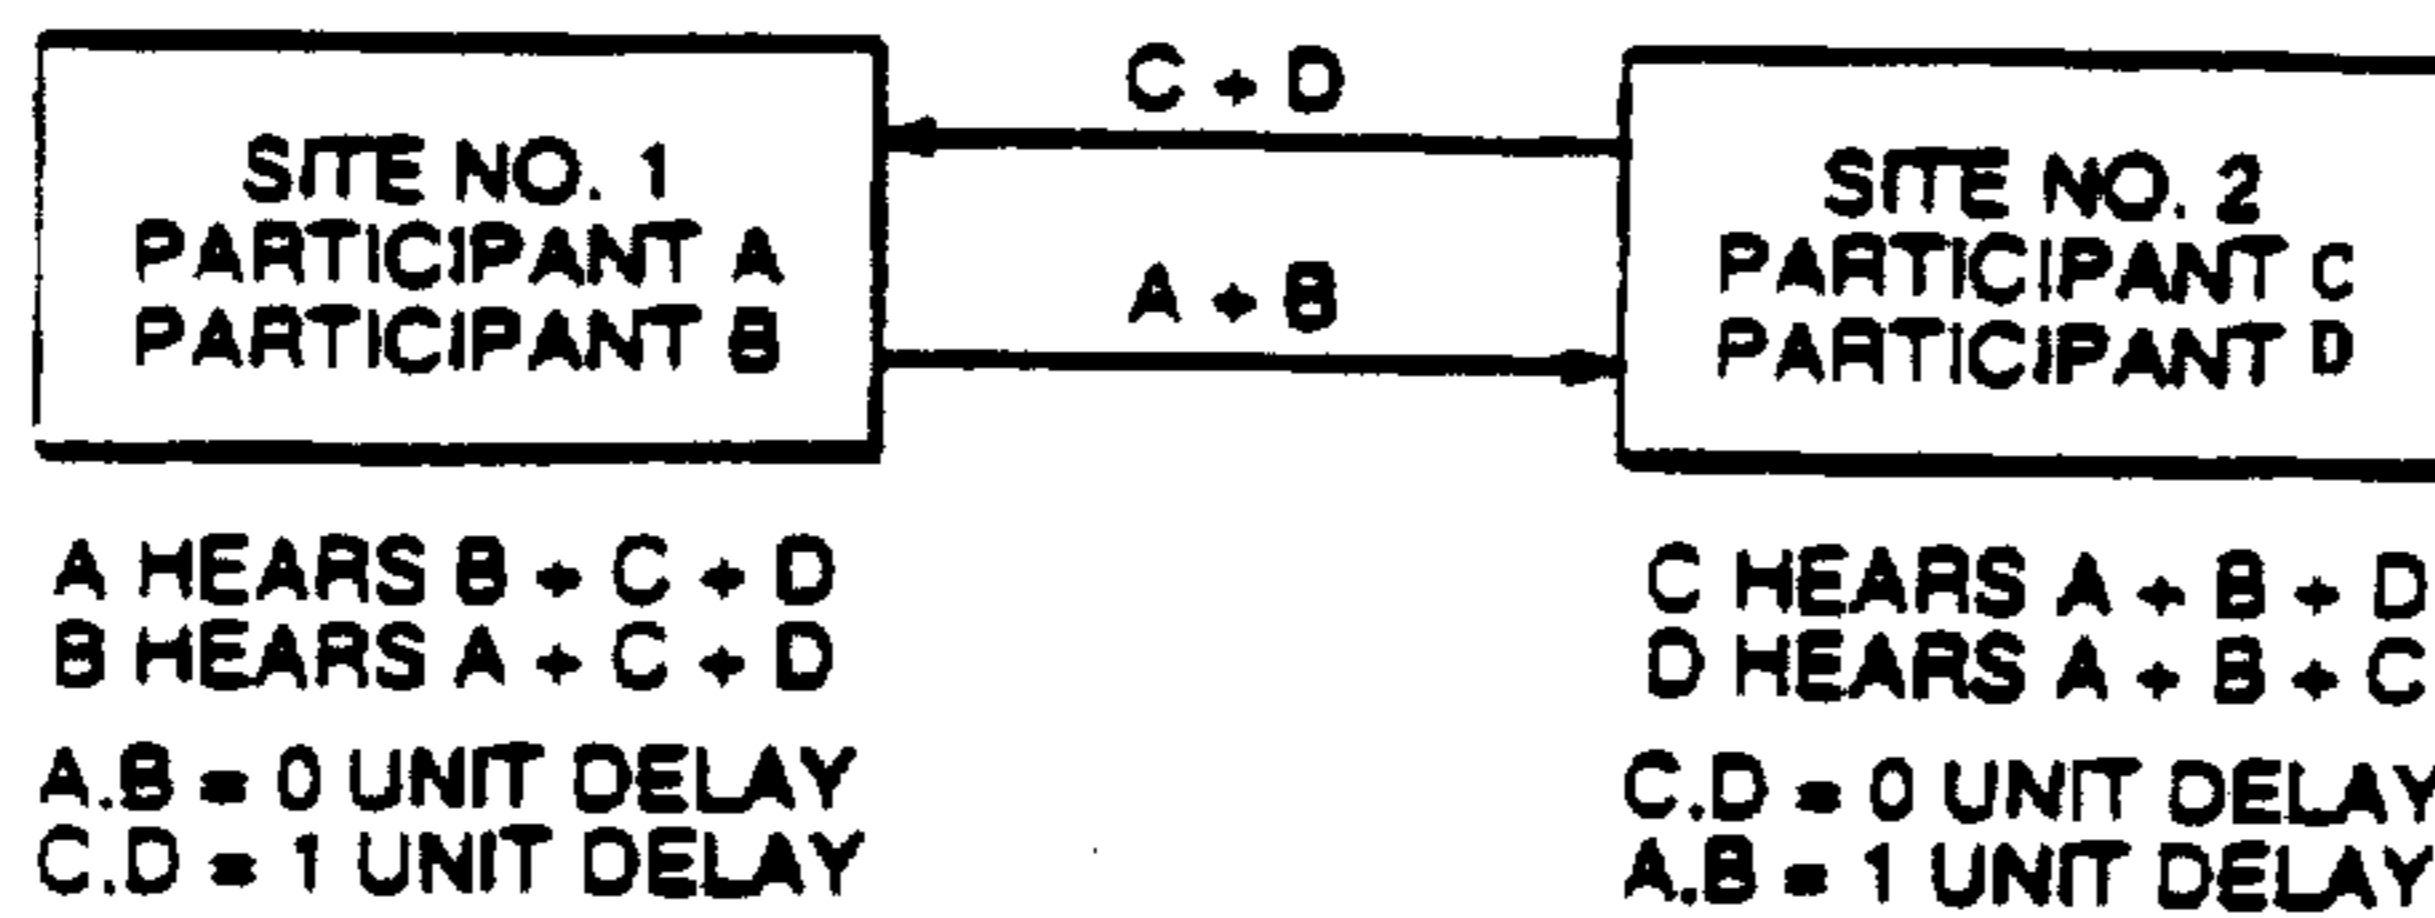 SITE NO. 1
PARTICIPANT A
PARTICIPANT B
C + D
A + B
SITE NO. 2
PARTICIPANT C
PARTICIPANT D
A HEARS B + C + D
B HEARS A + C + D
A.B = 0 UNIT DELAY
C.D = 1 UNIT DELAY
C HEARS A + B + D
D HEARS A + B + C
C.D = 0 UNIT DELAY
A.B = 1 UNIT DELAY